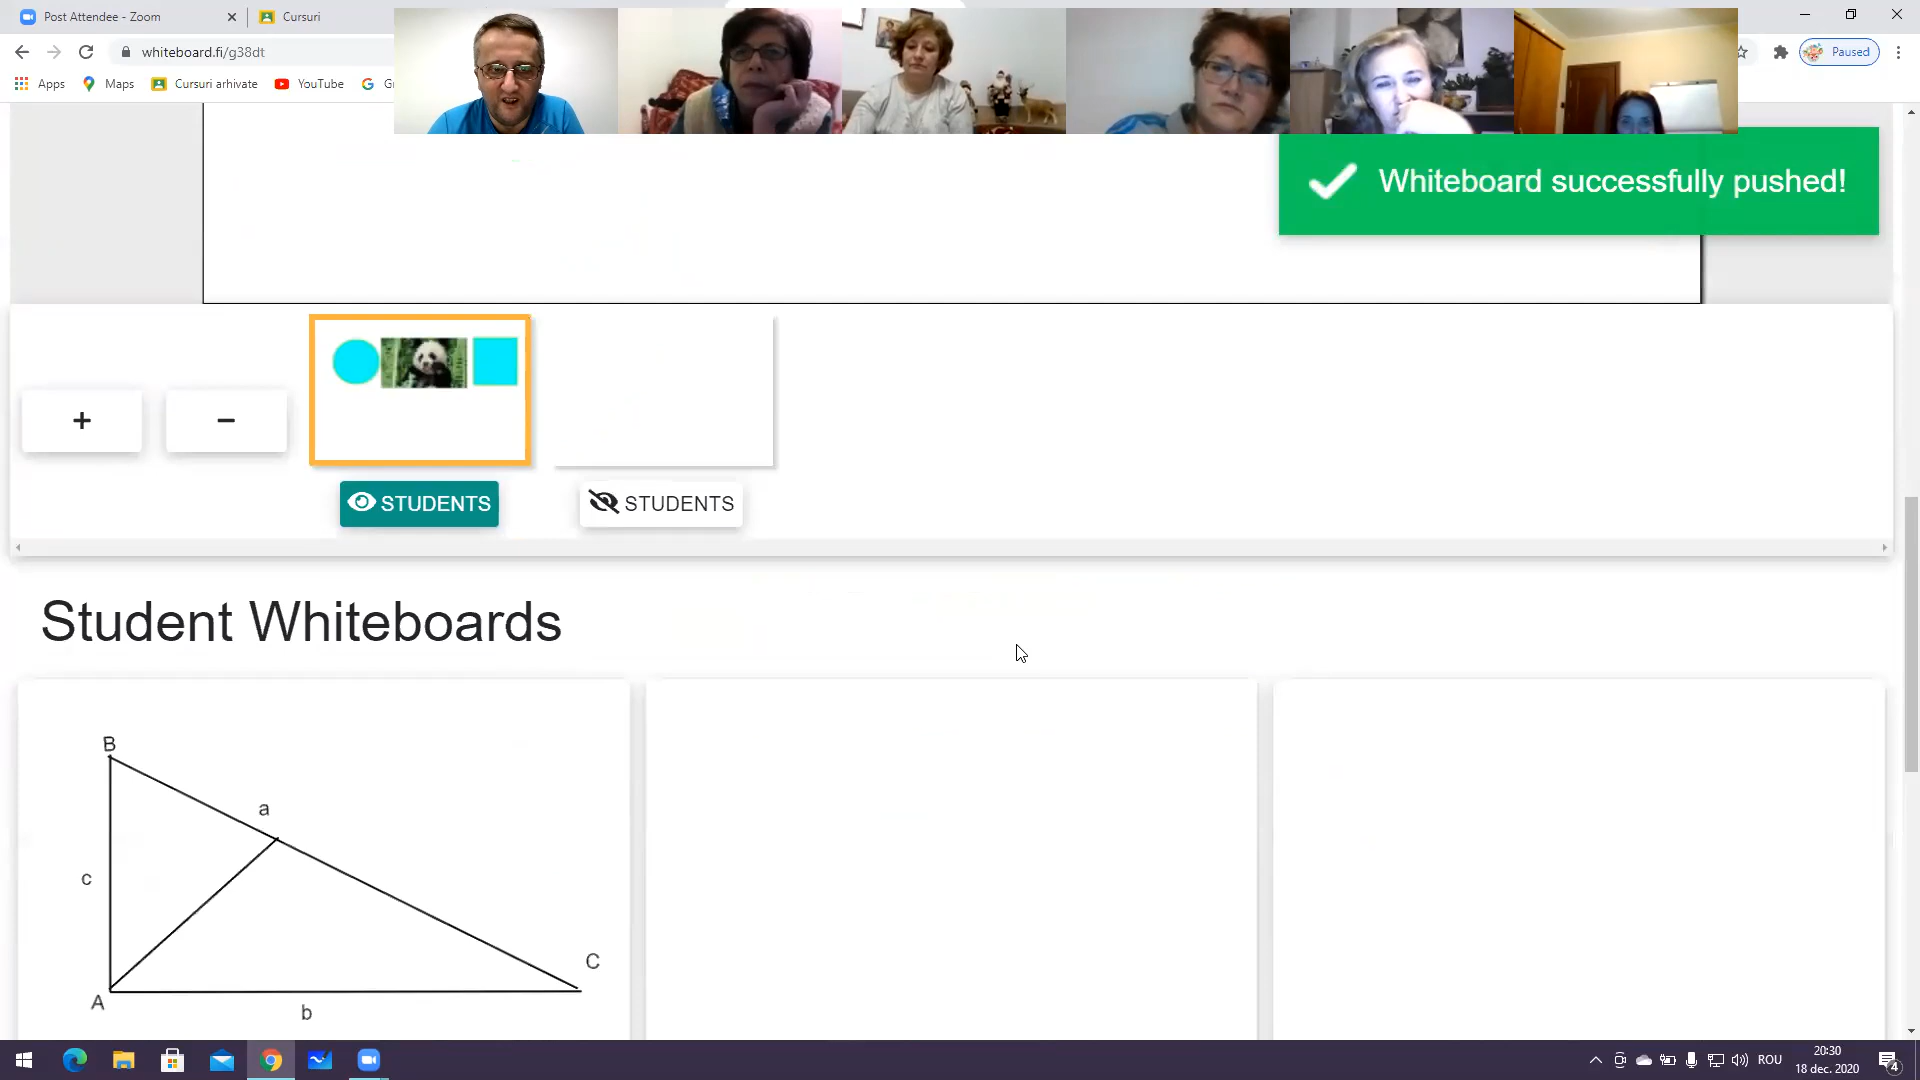 Post Attendee - Zoom
Cursuri
whiteboard.fi/g38dt
Paused
Apps
Maps
Cursuri arhivate
YouTube
Whiteboard successfully pushed!
+
−
STUDENTS
STUDENTS
Student Whiteboards
B
a
c
C
A
b
ROU
20:30
18 dec. 2020
4